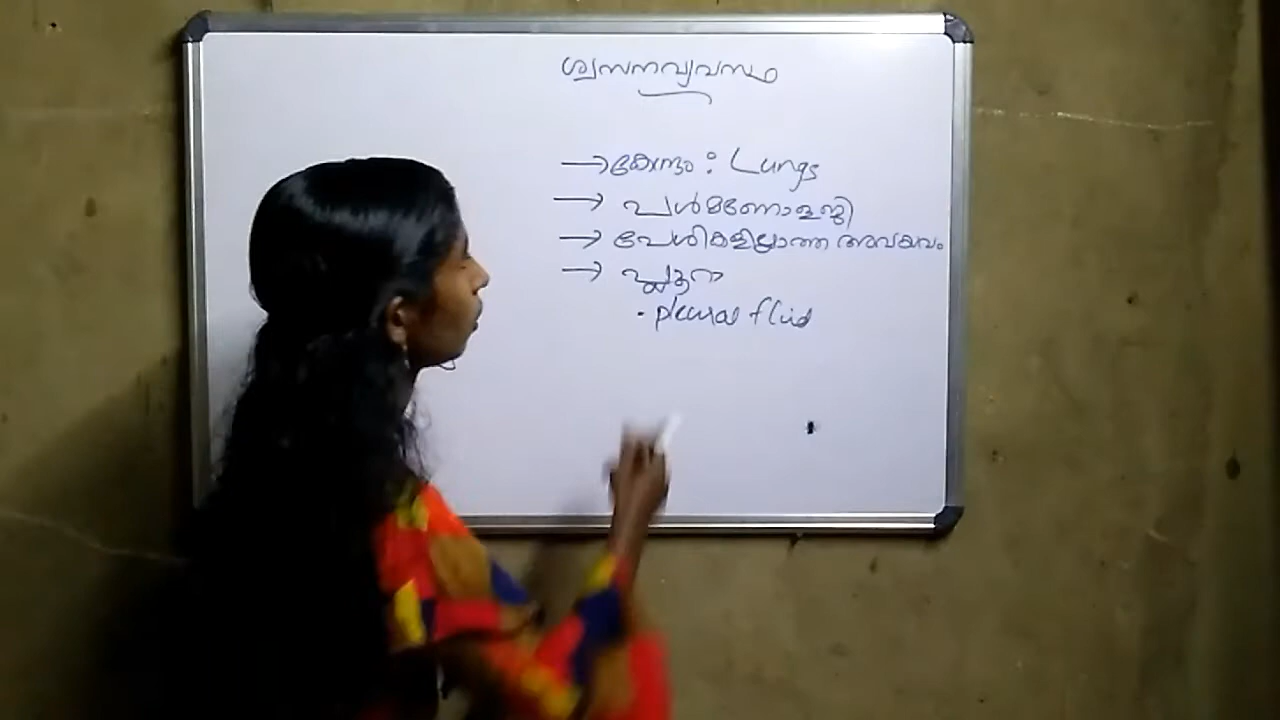 ശ്വസനവ്യവസ്ഥ
→ കേന്ദ്രം : Lungs
→ പൾമണോളജി
→ പേശികളില്ലാത്ത അവയവം
→ പ്ലൂറ
• pleural fluid